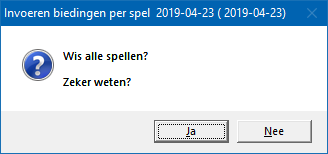 Invoeren biedingen per spel 2019-04-23 ( 2019-04-23)
Wis alle spellen?
Zeker weten?
Ja Nee